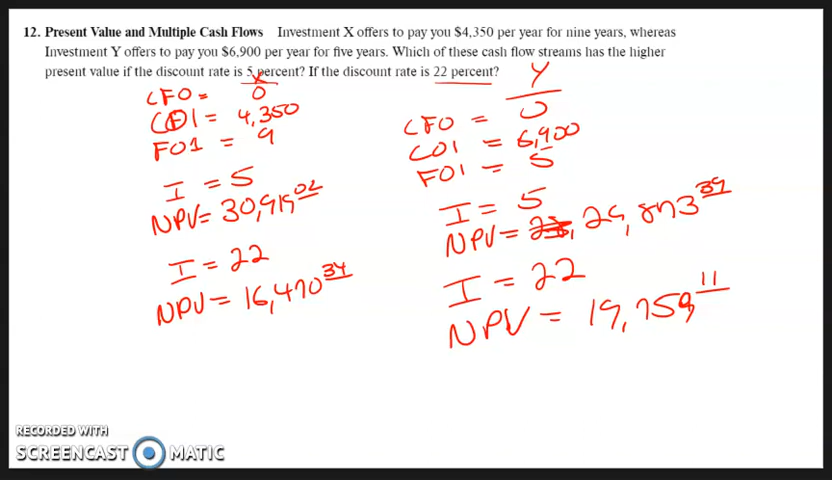 12. Present Value and Multiple Cash Flows Investment X offers to pay you $4,350 per year for nine years, whereas
Investment Y offers to pay you $6,900 per year for five years. Which of these cash flow streams has the higher
present value if the discount rate is 5 percent? If the discount rate is 22 percent?
X
CFO = 0
CO1 = 4,350
FO1 = 9
I = 5
NPV = 30,919 02
I = 22
NPV = 16,470 34
Y
CFO = 0
CO1 = 6,900
FO1 = 5
I = 5
NPV = 29,873 39
I = 22
NPV = 19,759 11
RECORDED WITH
SCREENCAST MATIC